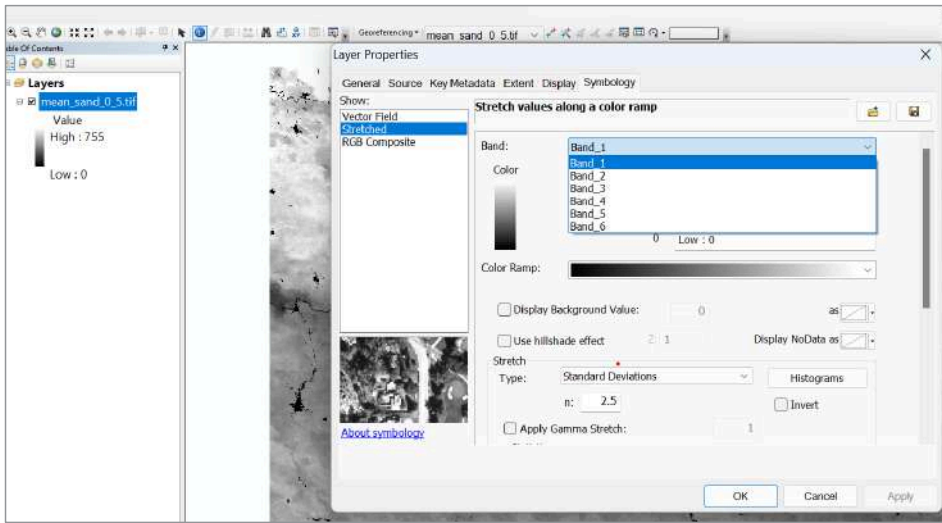 Georeferencing
mean_sand_0_5.tif
ble Of Contents
Layers
mean_sand_0_5.tif
Value
High : 755
Low : 0
Layer Properties
General Source Key Metadata Extent Display Symbology
Show:
Vector Field
Stretched
RGB Composite
Stretch values along a color ramp
Band:
Band_1
Band_1
Band_2
Band_3
Band_4
Band_5
Band_6
Color
0 Low : 0
Color Ramp:
Display Background Value: 0 as
Use hillshade effect Z: 1 Display NoData as
Stretch
Type: Standard Deviations Histograms
n: 2.5 Invert
Apply Gamma Stretch: 1
About symbology
OK Cancel Apply